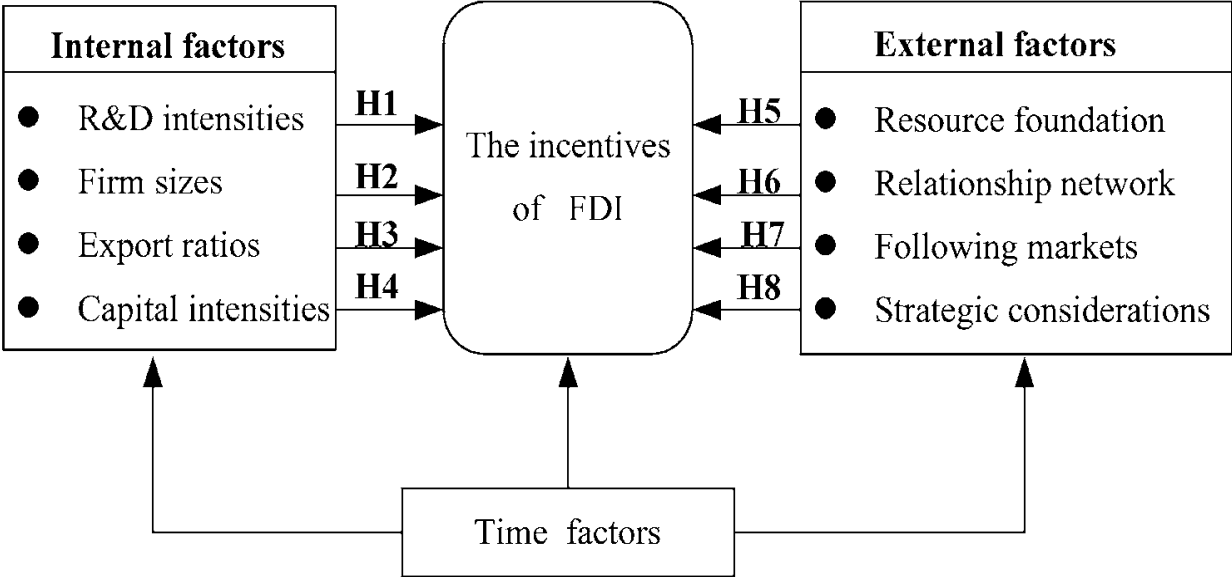 Internal factors
● R&D intensities
● Firm sizes
● Export ratios
● Capital intensities
H1
H2
H3
H4
The incentives
of FDI
H5
H6
H7
H8
External factors
● Resource foundation
● Relationship network
● Following markets
● Strategic considerations
Time factors